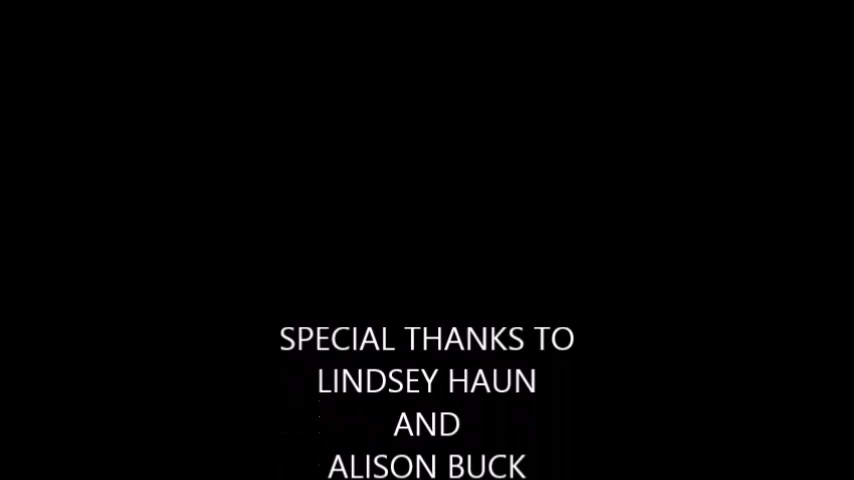 SPECIAL THANKS TO
LINDSEY HAUN
AND
ALISON BUCK